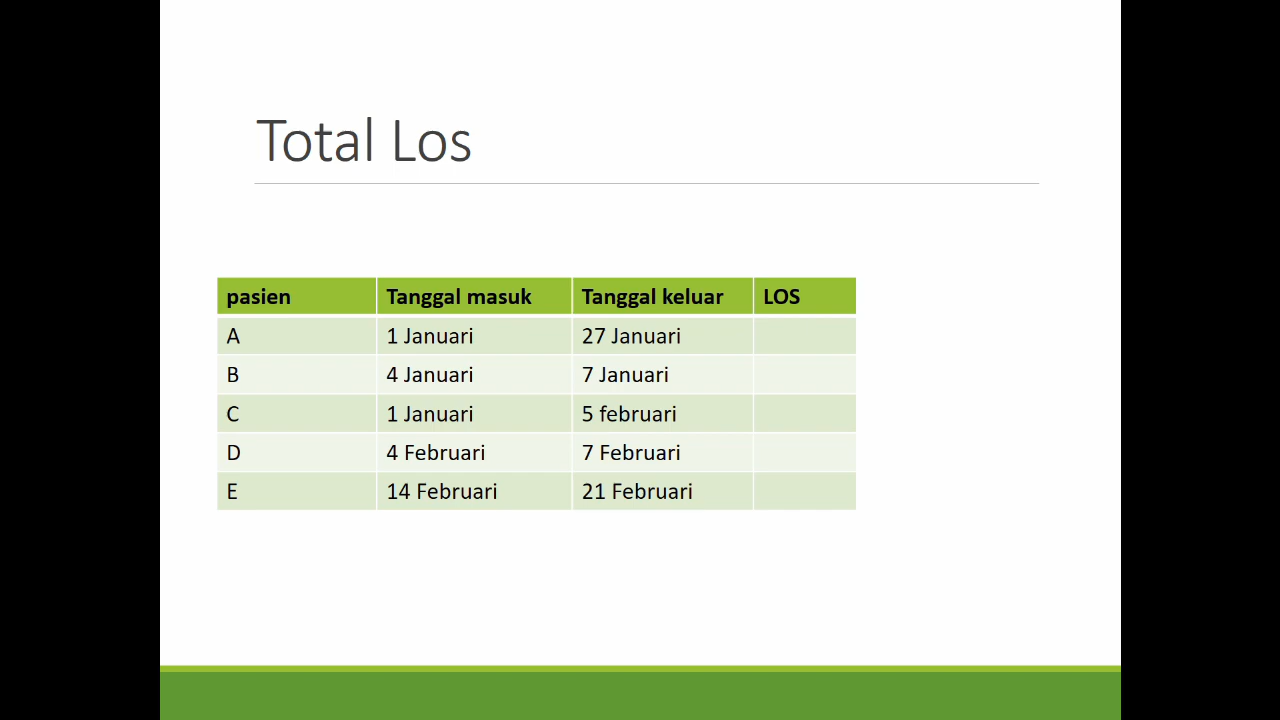 Total Los
pasien Tanggal masuk Tanggal keluar LOS
A 1 Januari 27 Januari
B 4 Januari 7 Januari
C 1 Januari 5 februari
D 4 Februari 7 Februari
E 14 Februari 21 Februari